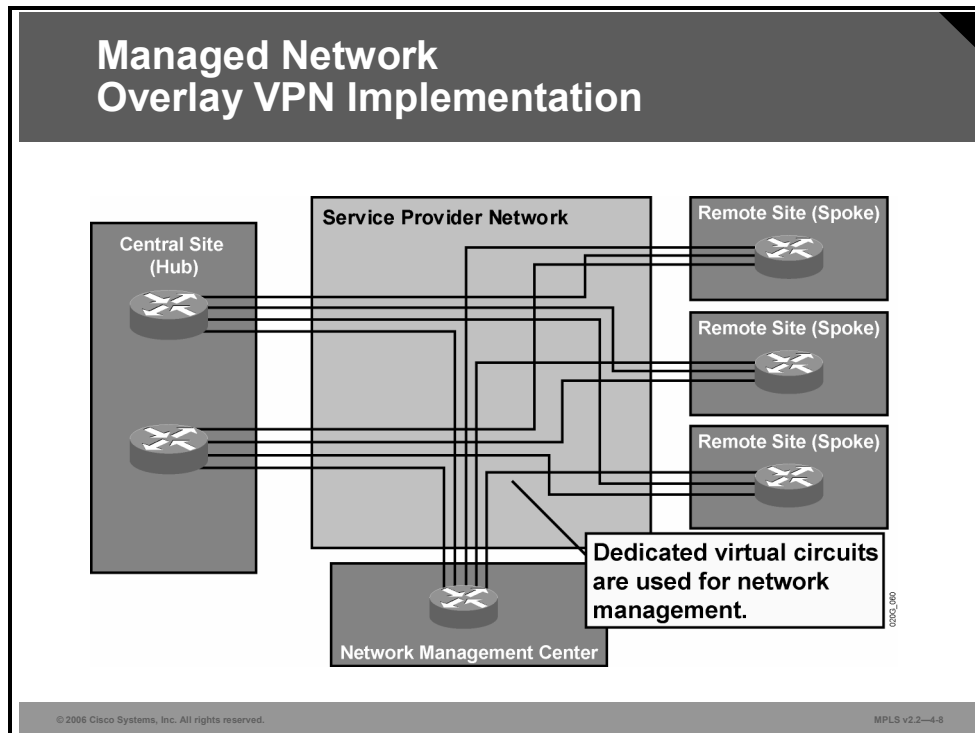 Managed Network
Overlay VPN Implementation
Service Provider Network
Central Site
(Hub)
Remote Site (Spoke)
Remote Site (Spoke)
Remote Site (Spoke)
Dedicated virtual circuits
are used for network
management.
020G_060
Network Management Center
© 2006 Cisco Systems, Inc. All rights reserved.
MPLS v2.2—4-8